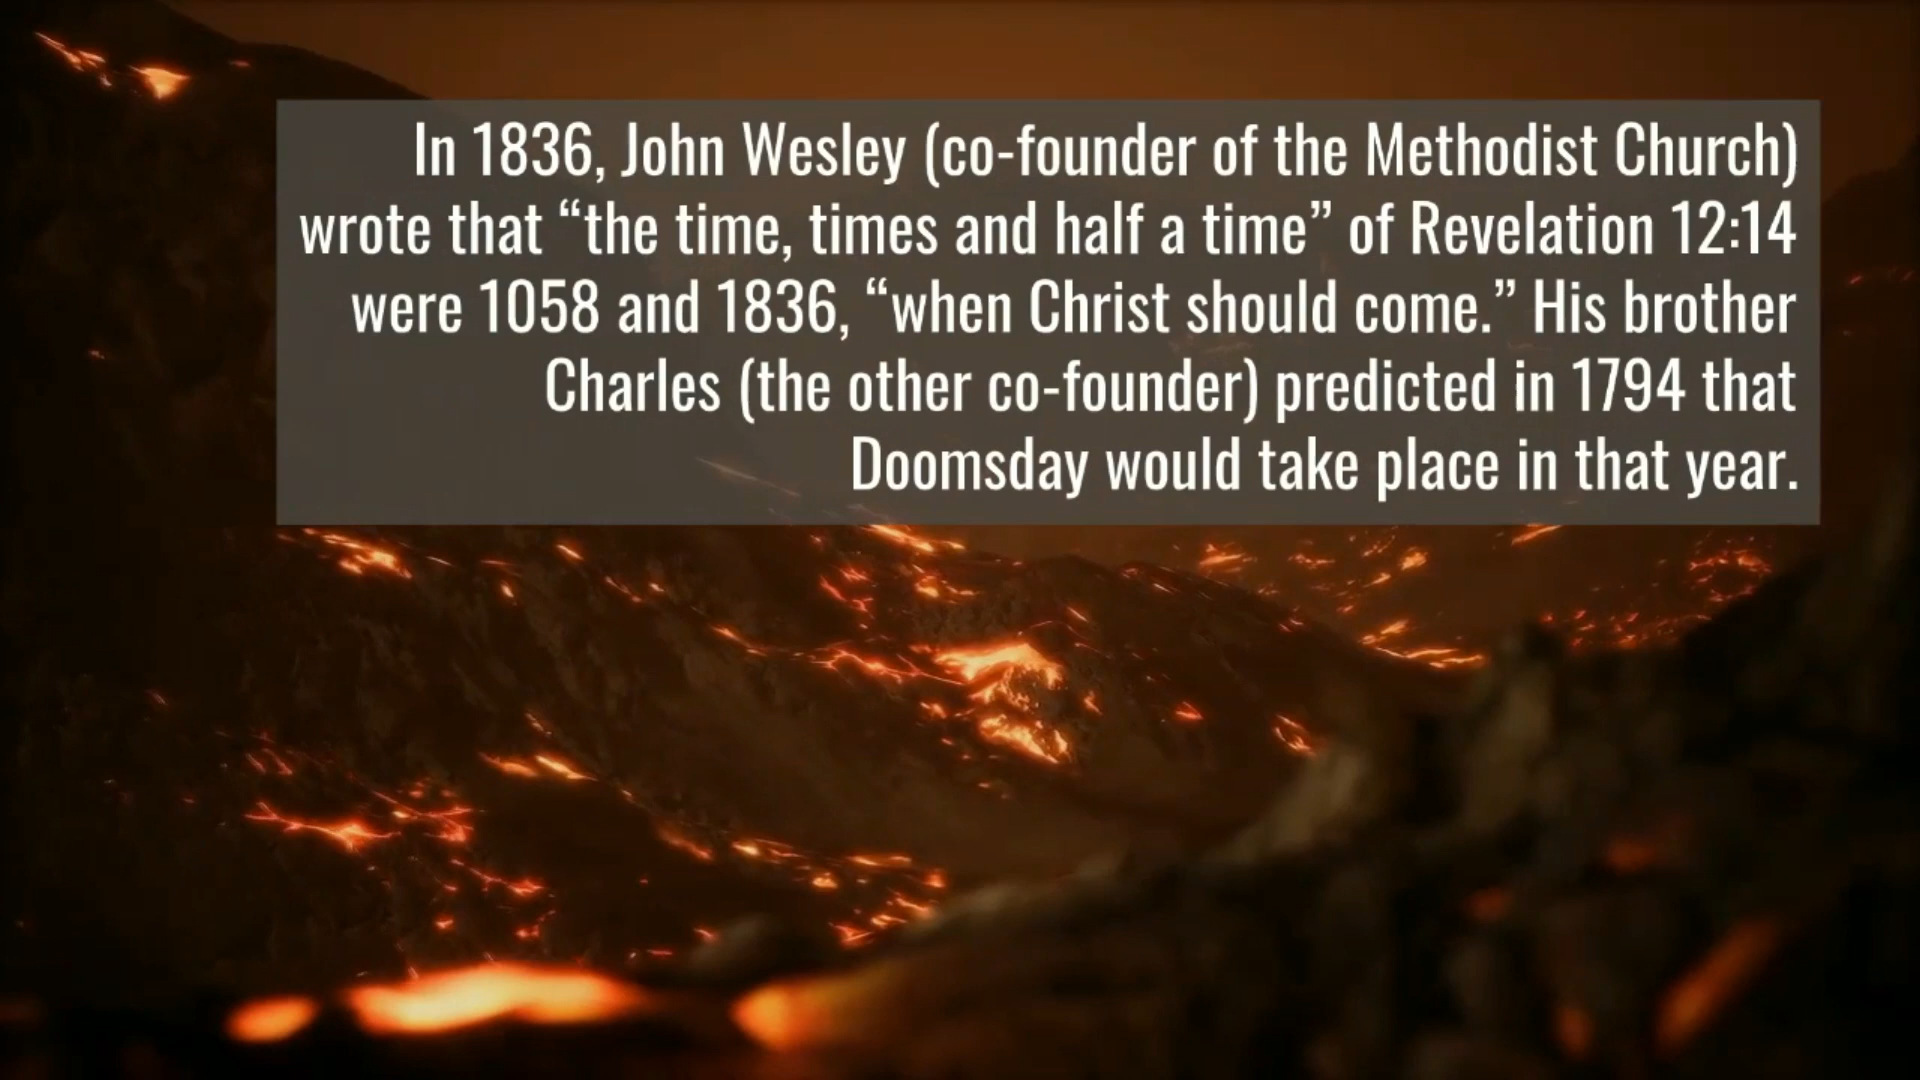 In 1836, John Wesley (co-founder of the Methodist Church)
wrote that “the time, times and half a time” of Revelation 12:14
were 1058 and 1836, “when Christ should come.” His brother
Charles (the other co-founder) predicted in 1794 that
Doomsday would take place in that year.